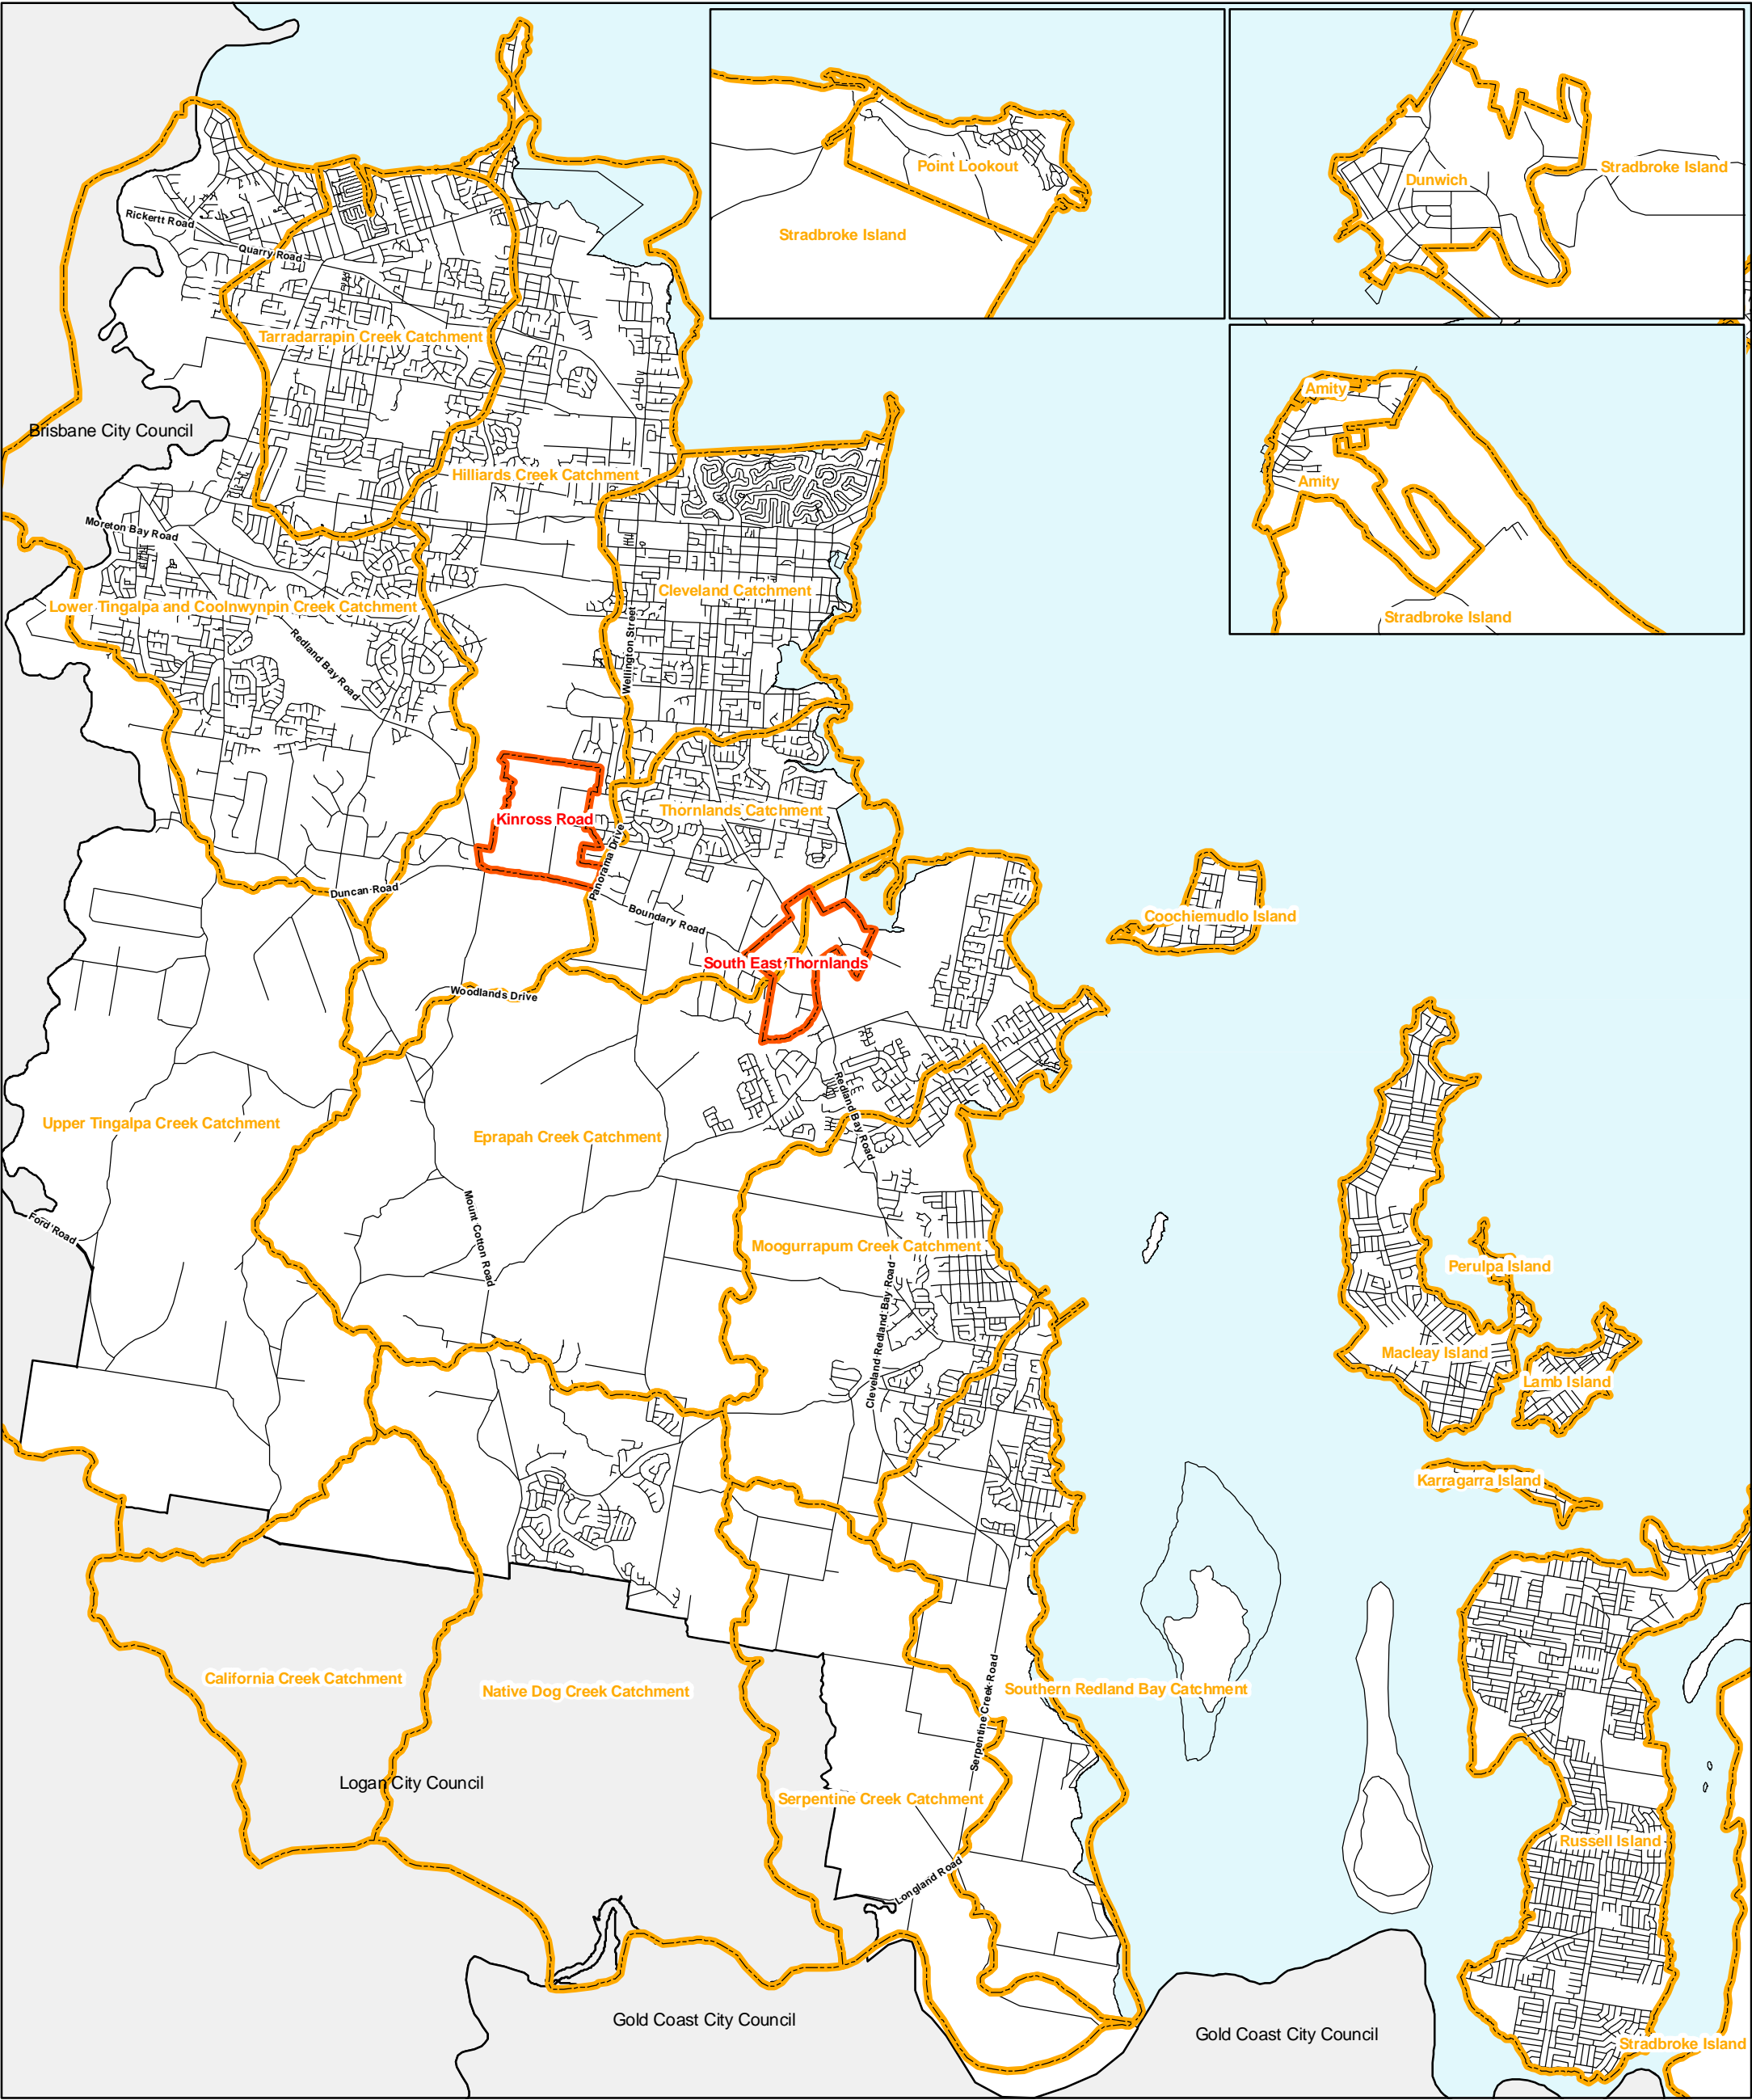 Point Lookout
Stradbroke Island
Dunwich
Stradbroke Island
Amity
Amity
Stradbroke Island
Rickertt Road
Quarry Road
Tarradarrapin Creek Catchment
Brisbane City Council
Hilliards Creek Catchment
Moreton Bay Road
Cleveland Catchment
Lower Tingalpa and Coolnwynpin Creek Catchment
Redland Bay Road
Wellington Street
Kinross Road
Thornlands Catchment
Panorama Drive
Duncan Road
Boundary Road
Coochiemudlo Island
South East Thornlands
Woodlands Drive
Redland Bay Road
Upper Tingalpa Creek Catchment
Eprapah Creek Catchment
Ford Road
Mount Cotton Road
Moogurrapum Creek Catchment
Perulpa Island
Cleveland Redland Bay Road
Macleay Island
Lamb Island
Karragarra Island
California Creek Catchment
Native Dog Creek Catchment
Southern Redland Bay Catchment
Serpentine Creek Road
Logan City Council
Serpentine Creek Catchment
Russell Island
Longland Road
Gold Coast City Council
Gold Coast City Council
Stradbroke Island